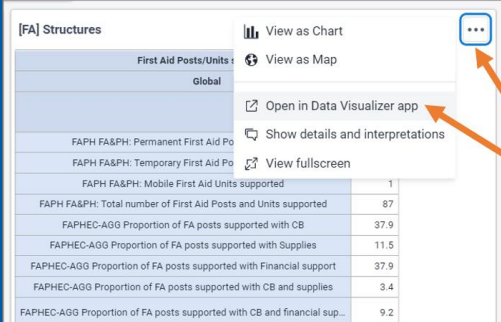 [FA] Structures
View as Chart
View as Map
Open in Data Visualizer app
Show details and interpretations
View fullscreen
First Aid Posts/Units
Global
FAPH FA&PH: Permanent First Aid
FAPH FA&PH: Temporary First Aid
FAPH FA&PH: Mobile First Aid Units supported 1
FAPH FA&PH: Total number of First Aid Posts and Units supported 87
FAPHEC-AGG Proportion of FA posts supported with CB 37.9
FAPHEC-AGG Proportion of FA posts supported with Supplies 11.5
FAPHEC-AGG Proportion of FA posts supported with Financial support 37.9
FAPHEC-AGG Proportion of FA posts supported with CB and supplies 3.4
FAPHEC-AGG Proportion of FA posts supported with CB and financial sup... 9.2